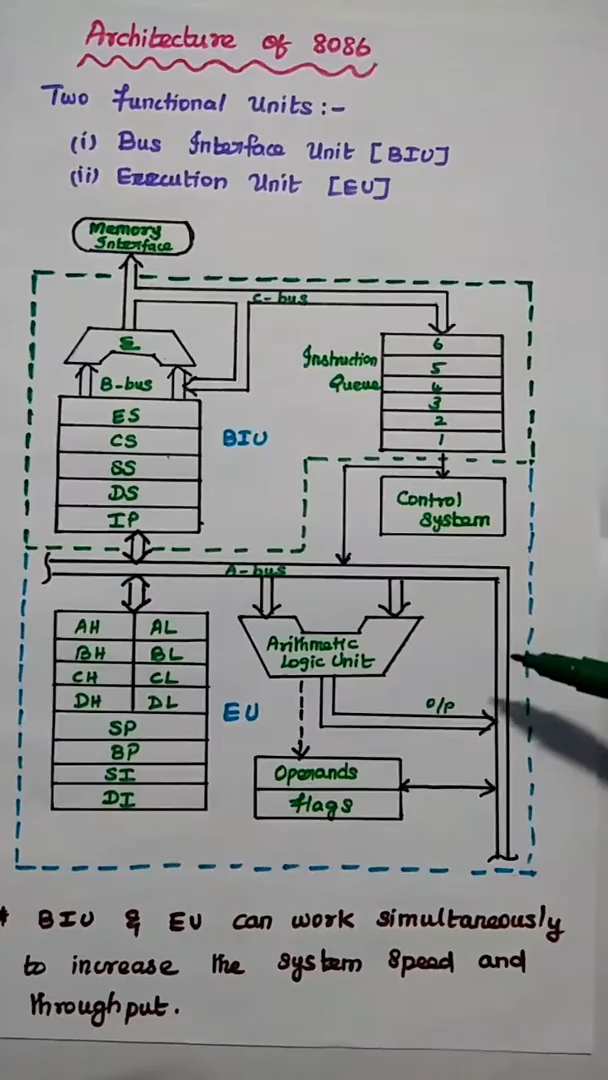 Architecture of 8086
Two Functional Units:-
(i) Bus Interface Unit [BIU]
(ii) Execution Unit [EU]
Memory
Interface
C-bus
Σ
B-bus
ES
CS
SS
DS
IP
BIU
Instruction
Queue
6
5
4
3
2
1
Control
System
A-bus
AH AL
BH BL
CH CL
DH DL
SP
BP
SI
DI
EU
Arithmatic
Logic Unit
O/P
Operands
Flags
* BIU & EU can work simultaneously
to increase the system speed and
throughput.